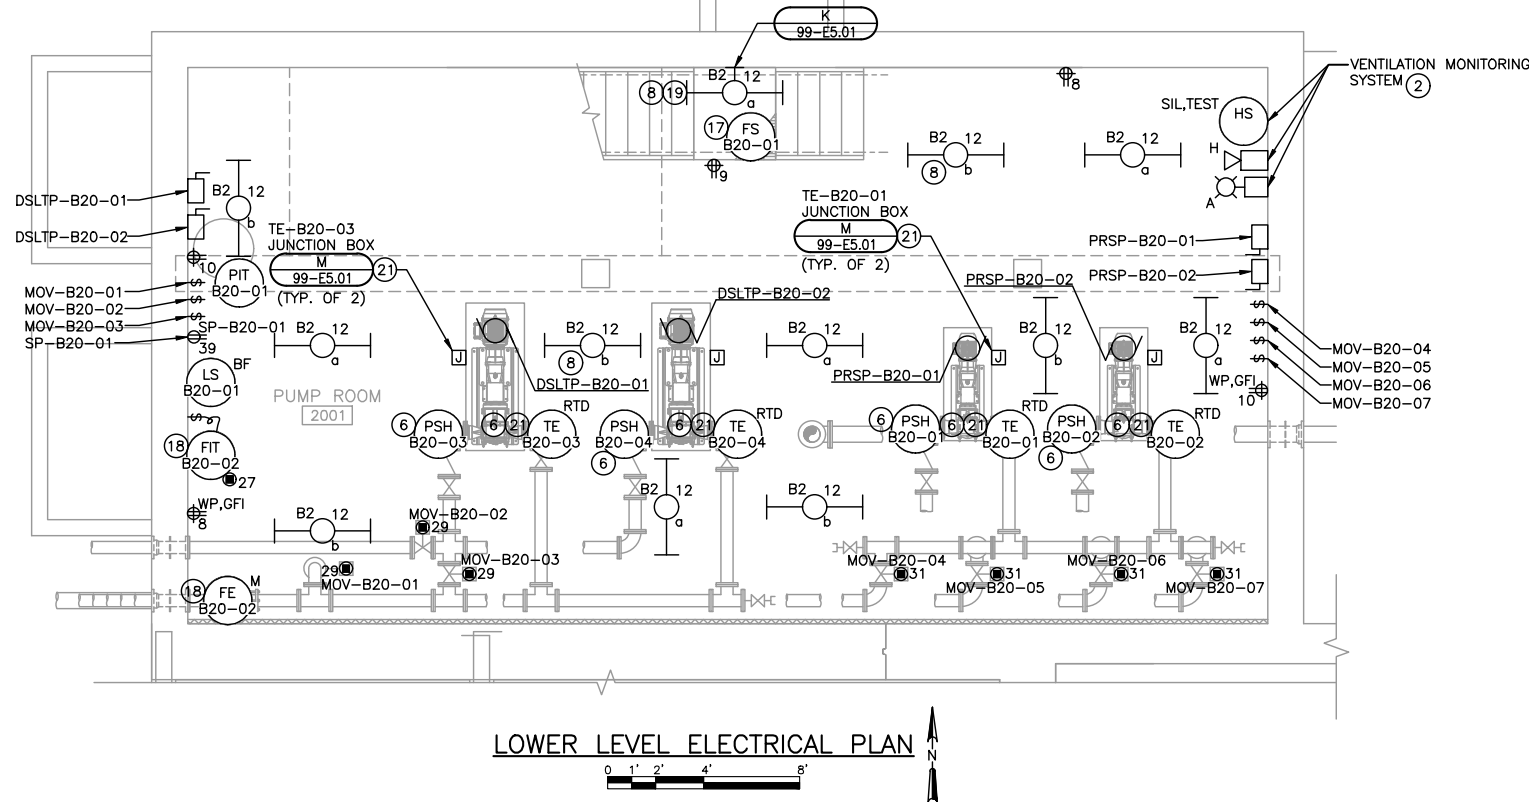 K
99-E5.01
B2 12
8 19
a
17 FS
B20-01
9
8
VENTILATION MONITORING
SYSTEM 2
SIL,TEST
HS
H
A
B2 12
8 b
B2 12
a
DSLTP-B20-01
DSLTP-B20-02
B2 12
b
10
PIT
B20-01
TE-B20-03
JUNCTION BOX
M
99-E5.01
21
(TYP. OF 2)
TE-B20-01
JUNCTION BOX
M
99-E5.01
21
(TYP. OF 2)
PRSP-B20-01
PRSP-B20-02
PRSP-B20-02
DSLTP-B20-02
MOV-B20-01
MOV-B20-02
MOV-B20-03
SP-B20-01
S
S
S
SP-B20-01
39
B2 12
a
B2 12
8 b
B2 12
a
B2 12
b
B2 12
a
J
J
J
J
S
S
S
S
MOV-B20-04
MOV-B20-05
MOV-B20-06
MOV-B20-07
LS
B20-01
BF
PUMP ROOM
2001
DSLTP-B20-01
PRSP-B20-01
WP,GFI
10
S
18 FIT
B20-02
27
6 PSH
B20-03
6 21
RTD
TE
B20-03
PSH
B20-04
6
6 21
RTD
TE
B20-04
6 PSH
B20-01
6 21
RTD
TE
B20-01
PSH
B20-02
6
6 21
RTD
TE
B20-02
WP,GFI
8
B2 12
b
B2 12
a
B2 12
b
MOV-B20-02
29
MOV-B20-03
29
29
MOV-B20-01
MOV-B20-04
31
31
MOV-B20-05
MOV-B20-06
31
31
MOV-B20-07
18 FE
B20-02
M
LOWER LEVEL ELECTRICAL PLAN
N
0 1' 2' 4' 8'